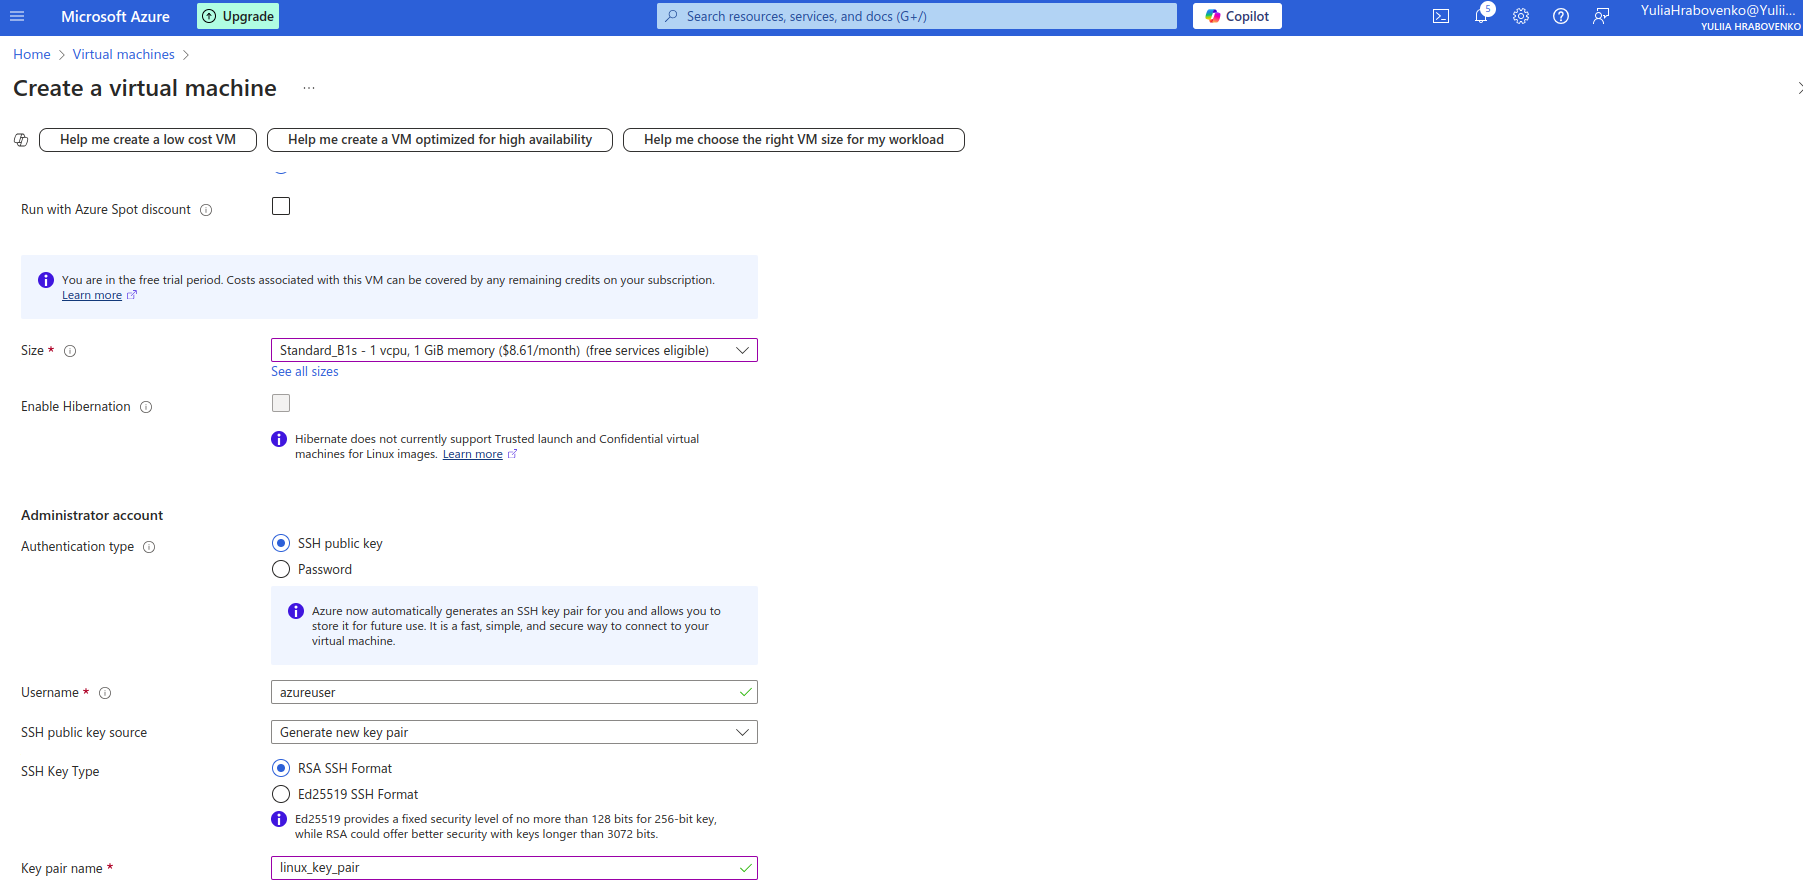 Microsoft Azure
Upgrade
Search resources, services, and docs (G+/)
Copilot
5
YuliaHrabovenko@Yulii...
YULIIA HRABOVENKO
Home > Virtual machines >
Create a virtual machine ...
Help me create a low cost VM
Help me create a VM optimized for high availability
Help me choose the right VM size for my workload
Run with Azure Spot discount
You are in the free trial period. Costs associated with this VM can be covered by any remaining credits on your subscription.
Learn more
Size *
Standard_B1s - 1 vcpu, 1 GiB memory ($8.61/month) (free services eligible)
See all sizes
Enable Hibernation
Hibernate does not currently support Trusted launch and Confidential virtual
machines for Linux images. Learn more
Administrator account
Authentication type
SSH public key
Password
Azure now automatically generates an SSH key pair for you and allows you to
store it for future use. It is a fast, simple, and secure way to connect to your
virtual machine.
Username *
azureuser
SSH public key source
Generate new key pair
SSH Key Type
RSA SSH Format
Ed25519 SSH Format
Ed25519 provides a fixed security level of no more than 128 bits for 256-bit key,
while RSA could offer better security with keys longer than 3072 bits.
Key pair name *
linux_key_pair